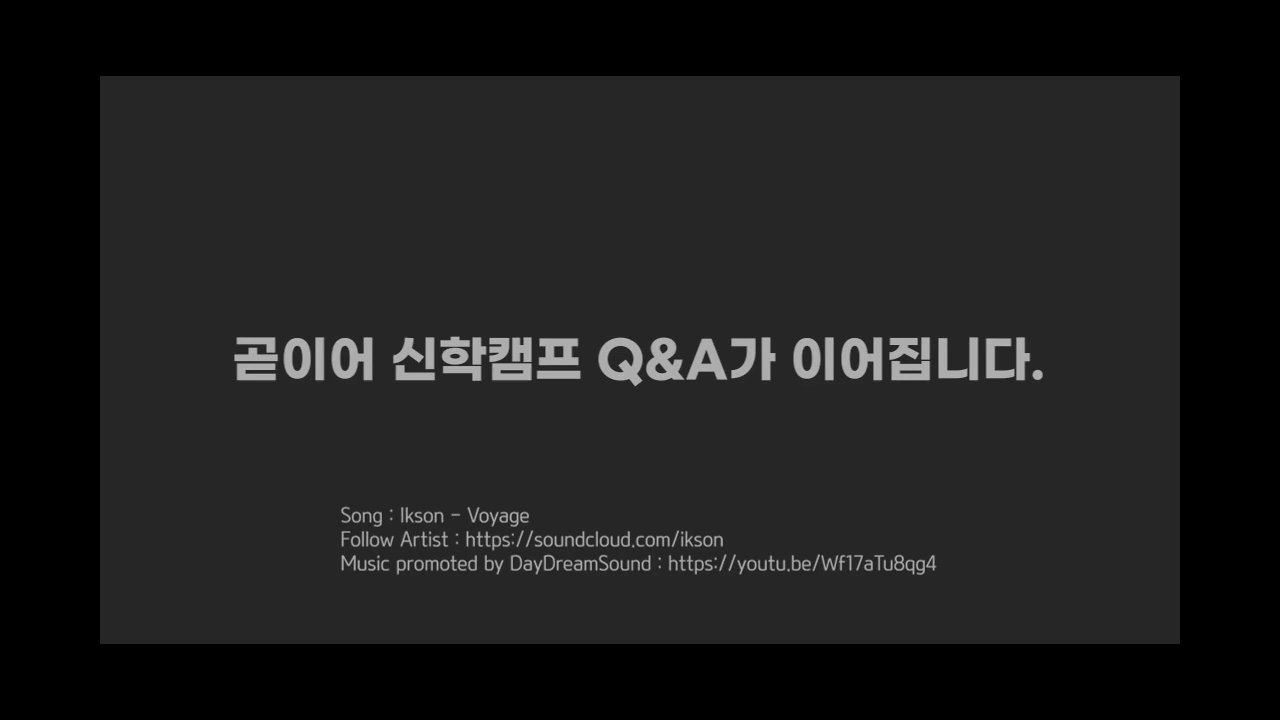 곧이어 신학캠프 Q&A가 이어집니다.
Song : Ikson - Voyage
Follow Artist : https://soundcloud.com/ikson
Music promoted by DayDreamSound : https://youtu.be/Wf17aTu8qg4